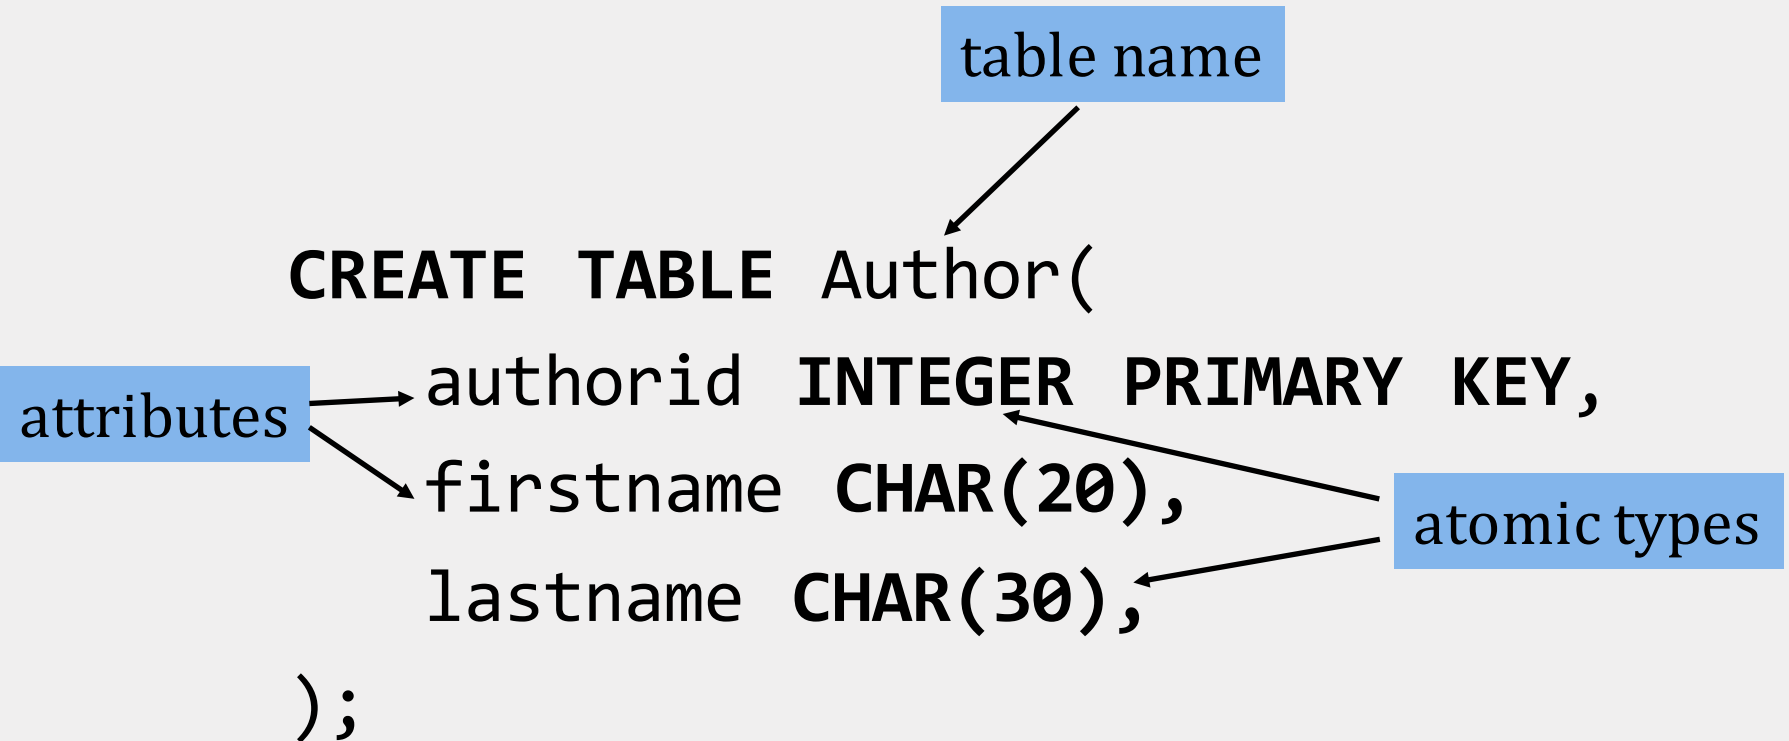 table name
CREATE TABLE Author(
authorid INTEGER PRIMARY KEY,
attributes
firstname CHAR(20),
atomic types
lastname CHAR(30),
);